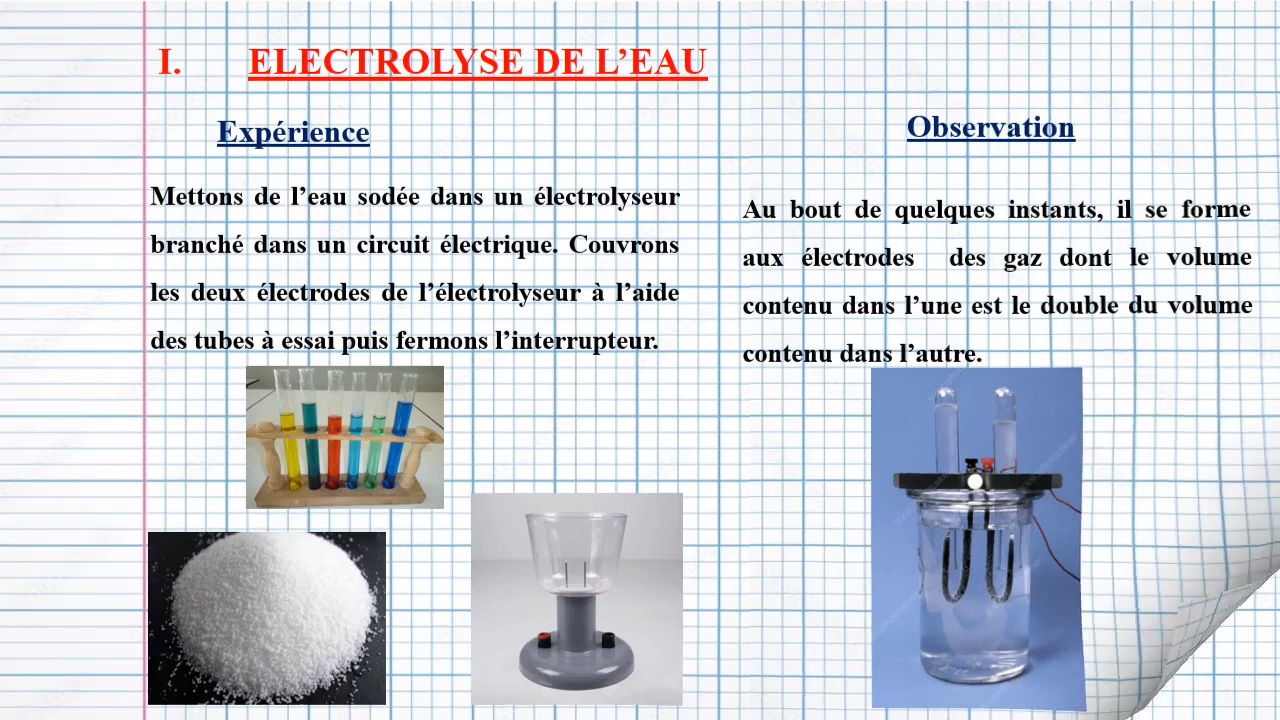 I. ELECTROLYSE DE L’EAU
Expérience
Mettons de l’eau sodée dans un électrolyseur
branché dans un circuit électrique. Couvrons
les deux électrodes de l’électrolyseur à l’aide
des tubes à essai puis fermons l’interrupteur.
Observation
Au bout de quelques instants, il se forme
aux électrodes des gaz dont le volume
contenu dans l’une est le double du volume
contenu dans l’autre.